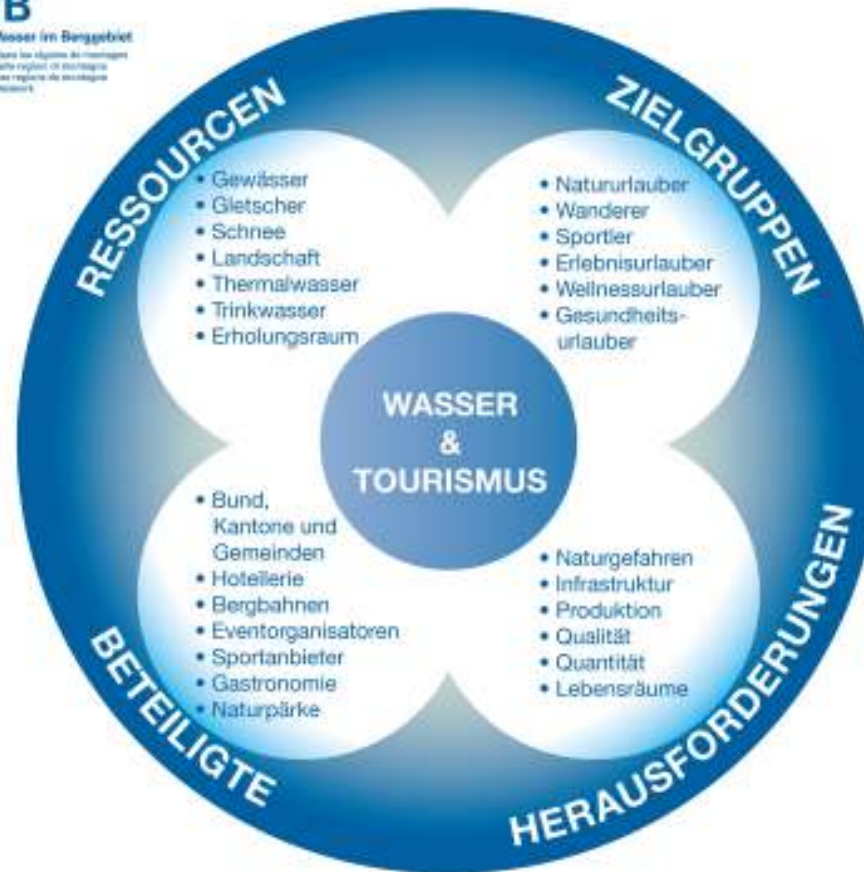 B
Wasser im Berggebiet
RESSOURCEN
• Gewässer
• Gletscher
• Schnee
• Landschaft
• Thermalwasser
• Trinkwasser
• Erholungsraum
ZIELGRUPPEN
• Natururlauber
• Wanderer
• Sportler
• Erlebnisurlauber
• Wellnessurlauber
• Gesundheits-
urlauber
WASSER
&
TOURISMUS
BETEILIGTE
• Bund,
Kantone und
Gemeinden
• Hotellerie
• Bergbahnen
• Eventorganisatoren
• Sportanbieter
• Gastronomie
• Naturpärke
HERAUSFORDERUNGEN
• Naturgefahren
• Infrastruktur
• Produktion
• Qualität
• Quantität
• Lebensräume